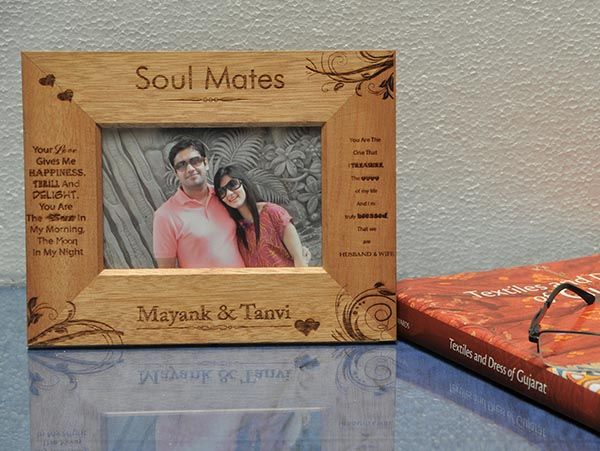 Soul Mates
Your Love
Gives Me
HAPPINESS,
THRILL And
DELIGHT.
You Are
The Sun In
My Morning,
The Moon
In My Night
You Are The
One That
I TREASURE
The
of my life
And I'm
truly blessed
That we
are
HUSBAND & WIFE
Mayank & Tanvi
Textiles and Dress of Gujarat
Textiles and Dress of Gujarat